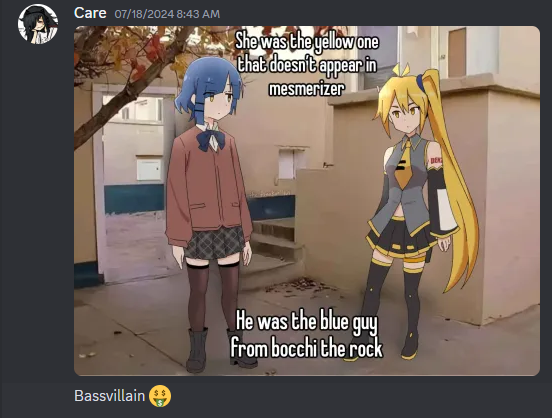 Care 07/18/2024 8:43 AM
She was the yellow one
that doesn't appear in
mesmerizer
He was the blue guy
from bocchi the rock
Bassvillain